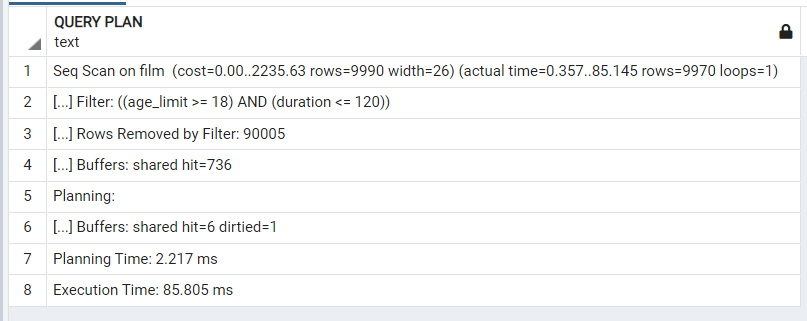 QUERY PLAN
text
1 Seq Scan on film (cost=0.00..2235.63 rows=9990 width=26) (actual time=0.357..85.145 rows=9970 loops=1)
2 [...] Filter: ((age_limit >= 18) AND (duration <= 120))
3 [...] Rows Removed by Filter: 90005
4 [...] Buffers: shared hit=736
5 Planning:
6 [...] Buffers: shared hit=6 dirtied=1
7 Planning Time: 2.217 ms
8 Execution Time: 85.805 ms